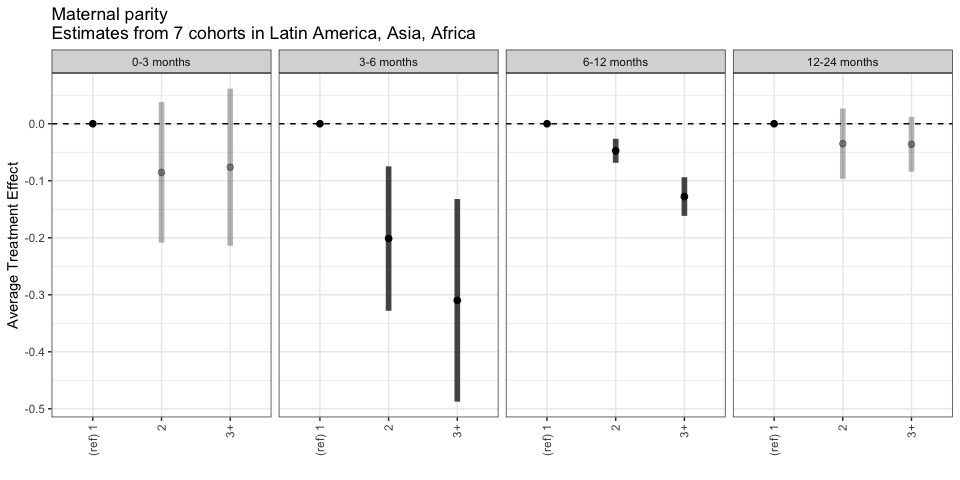 Maternal parity
Estimates from 7 cohorts in Latin America, Asia, Africa
0-3 months
3-6 months
6-12 months
12-24 months
Average Treatment Effect
0.0
-0.1
-0.2
-0.3
-0.4
-0.5
(ref) 1
2
3+
(ref) 1
2
3+
(ref) 1
2
3+
(ref) 1
2
3+